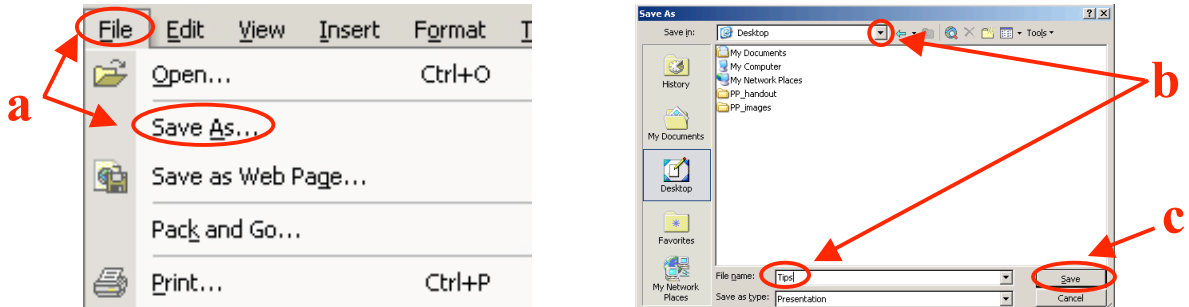 a
File Edit View Insert Format T
Open... Ctrl+O
Save As...
Save as Web Page...
Pack and Go...
Print... Ctrl+P
Save As
Save in: Desktop Tools
History
My Documents
Desktop
Favorites
My Network
Places
My Documents
My Computer
My Network Places
PP_handout
PP_images
File name: Tips Save
Save as type: Presentation Cancel
b
c